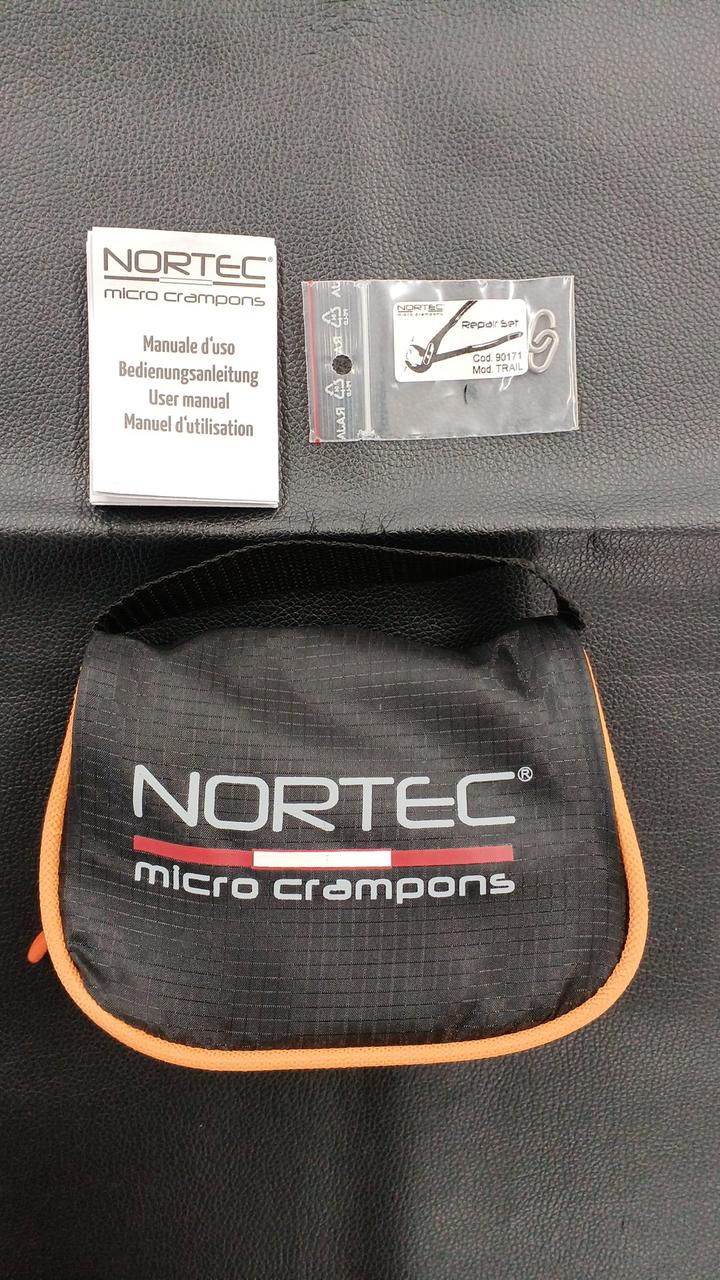 NORTEC®
micro crampons
Manuale d'uso
Bedienungsanleitung
User manual
Manuel d'utilisation
NORTEC
micro crampons
Repair Set
Cod. 90171
Mod. TRAIL
NORTEC®
micro crampons